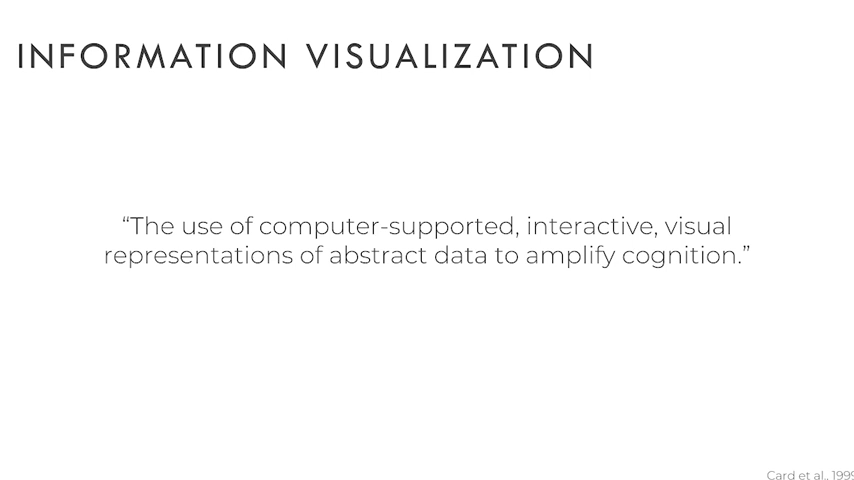 INFORMATION VISUALIZATION
“The use of computer-supported, interactive, visual
representations of abstract data to amplify cognition.”
Card et al., 1999